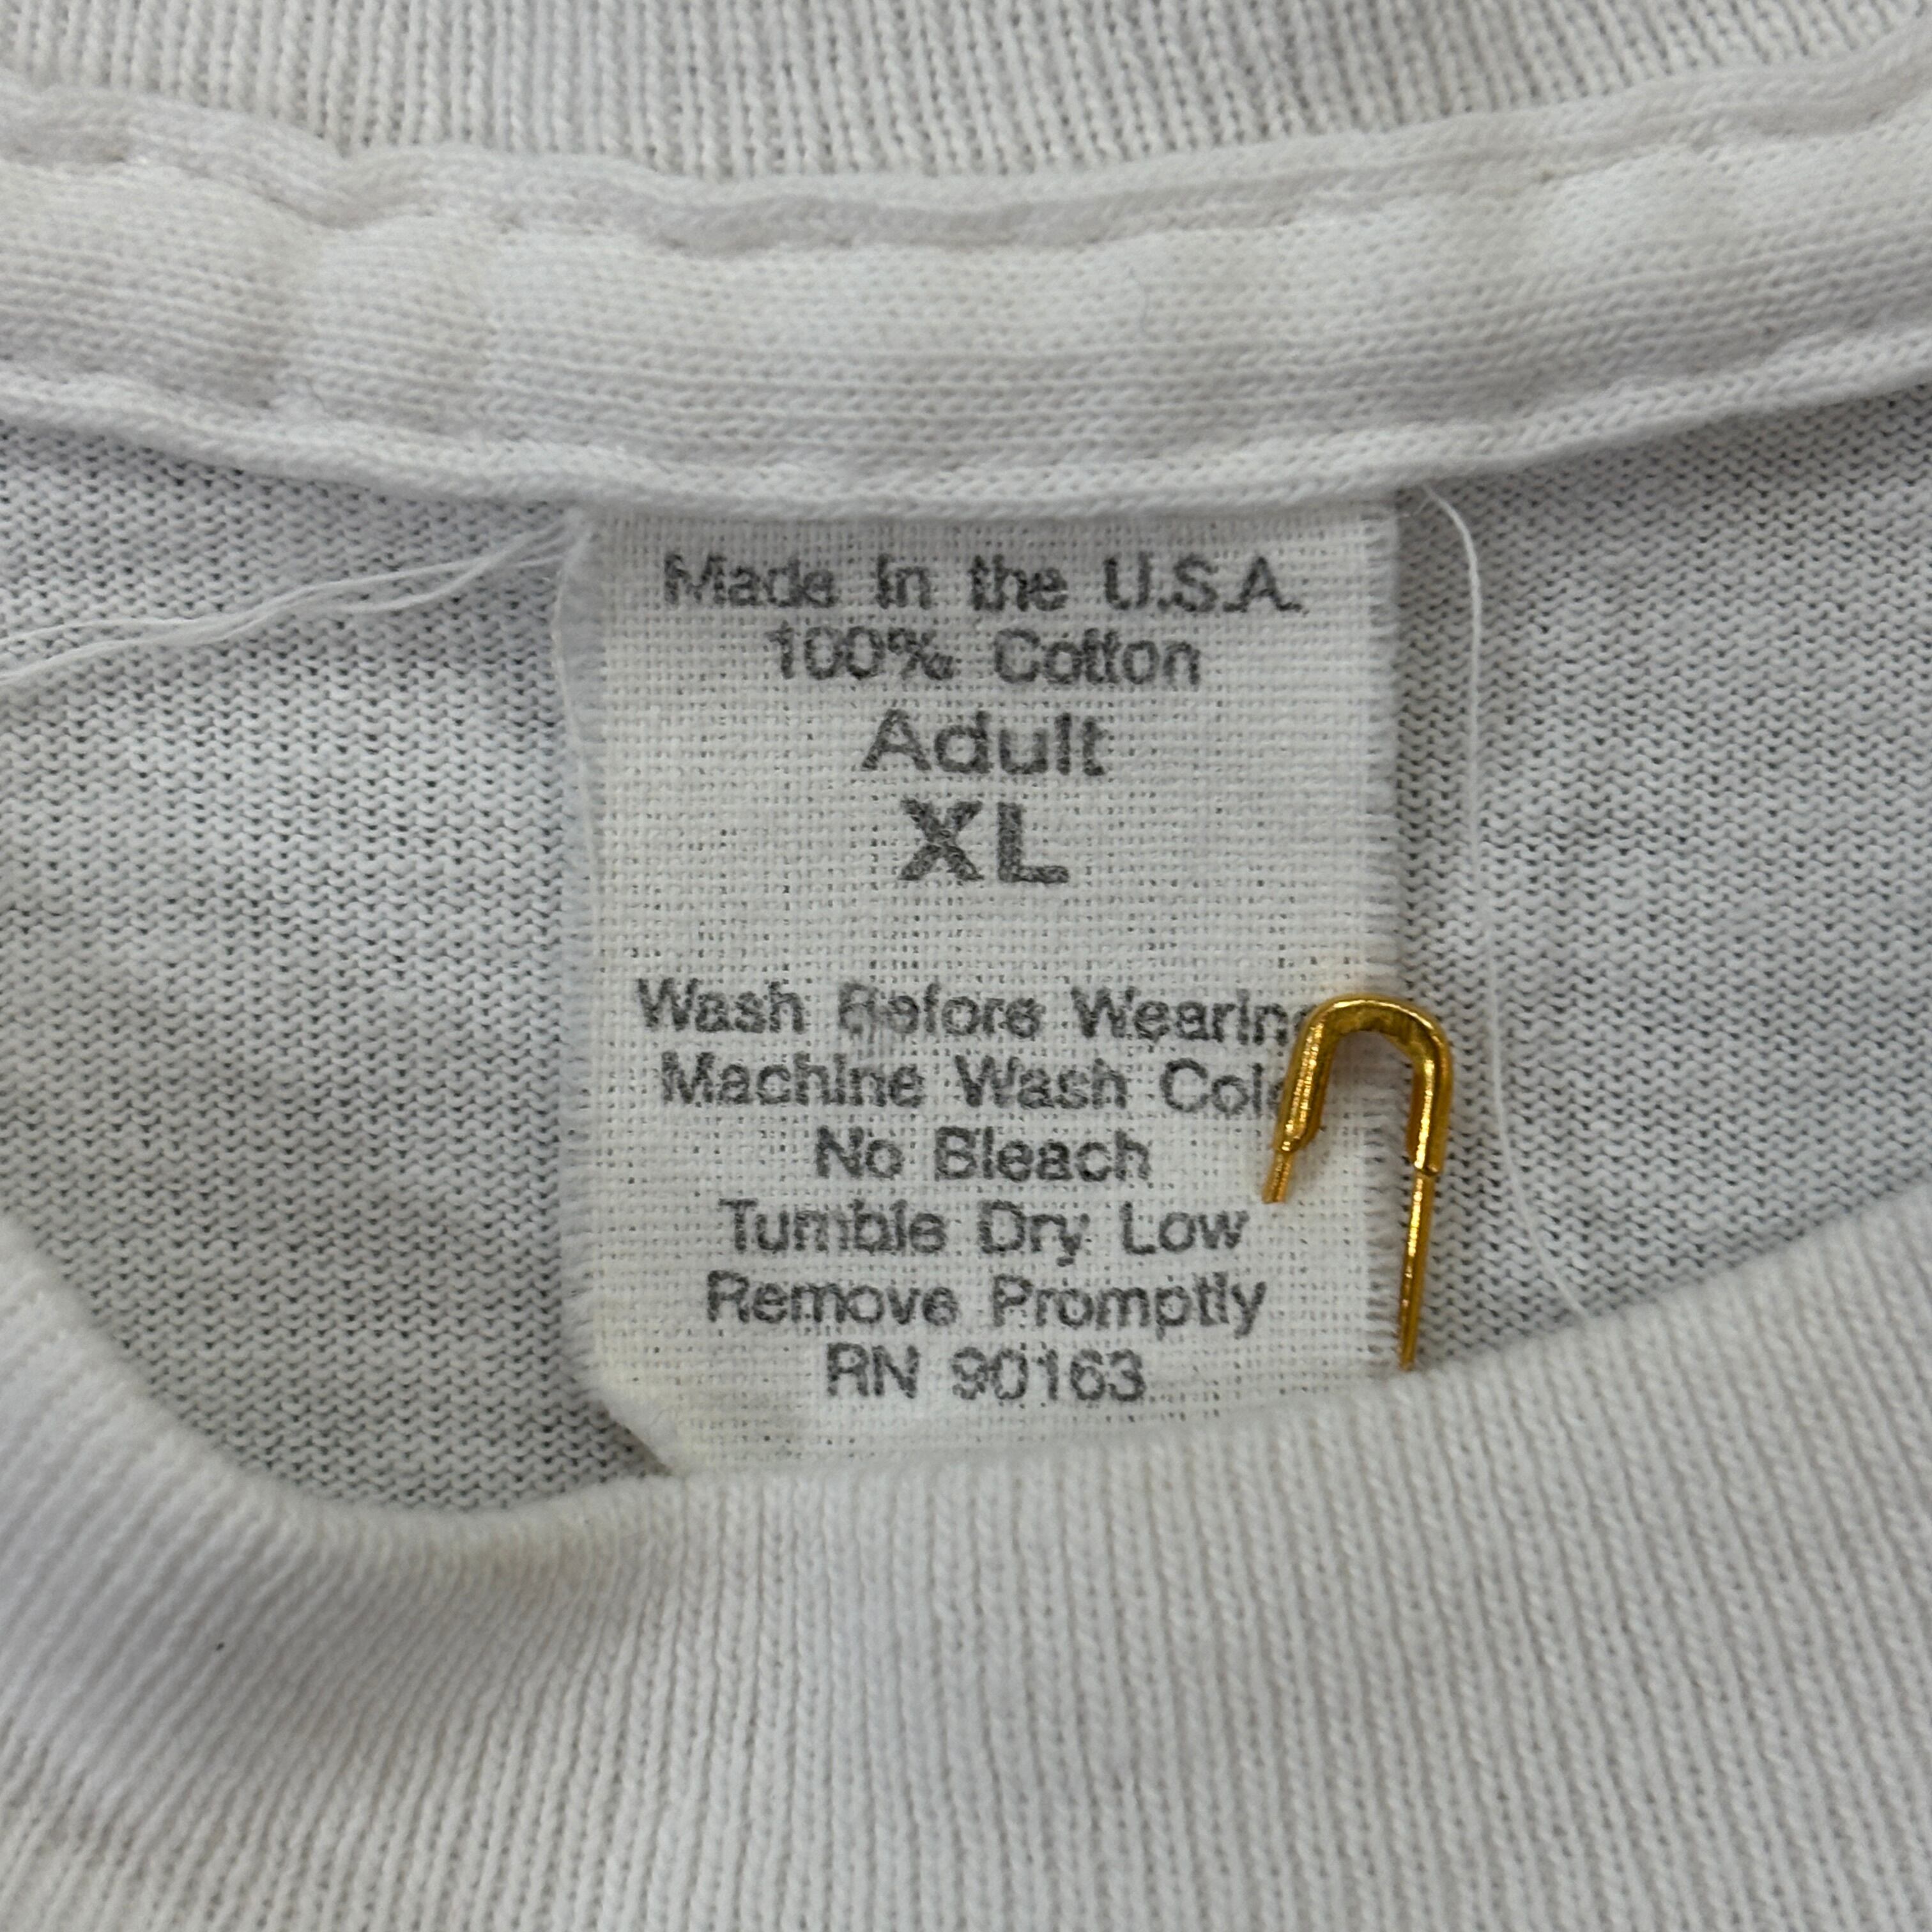 Made In the U.S.A.
100% Cotton
Adult
XL
Wash Before Wearing
Machine Wash Cold
No Bleach
Tumble Dry Low
Remove Promptly
RN 90163